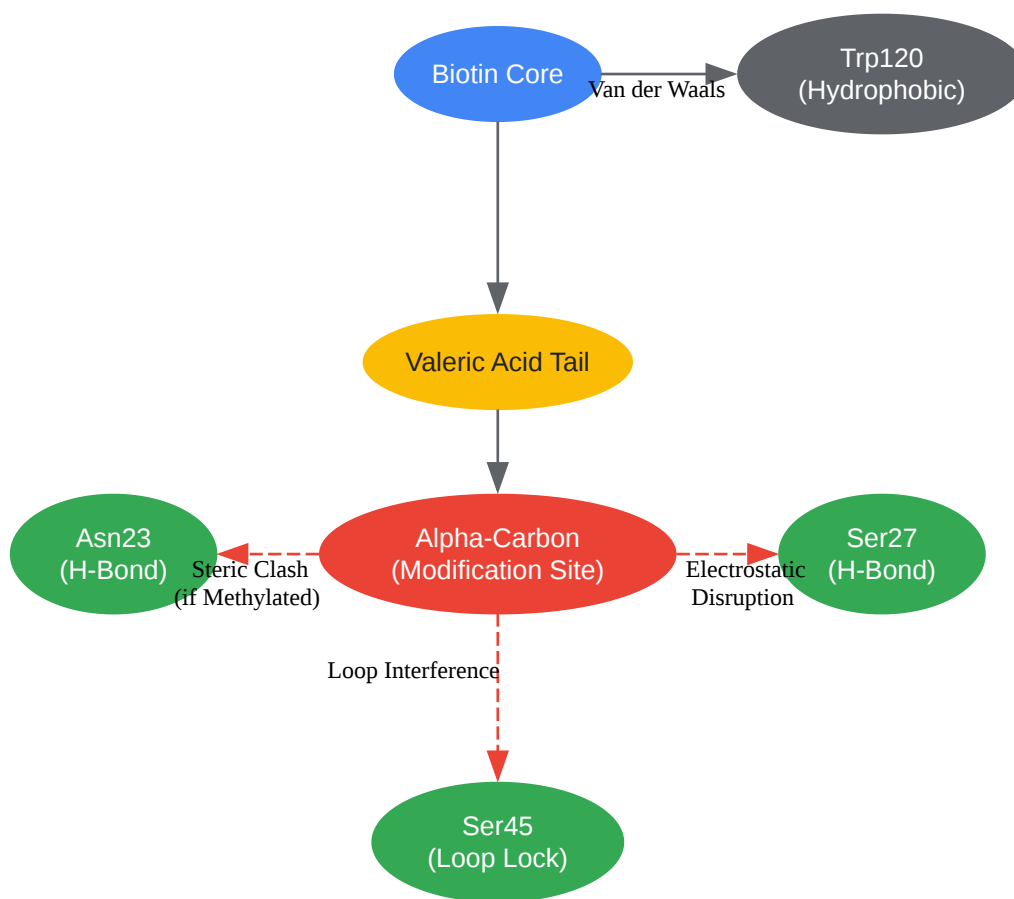 Biotin Core
Van der Waals
Trp120
(Hydrophobic)
Valeric Acid Tail
Asn23
(H-Bond)
Steric Clash
(if Methylated)
Alpha-Carbon
(Modification Site)
Electrostatic
Disruption
Ser27
(H-Bond)
Loop Interference
Ser45
(Loop Lock)